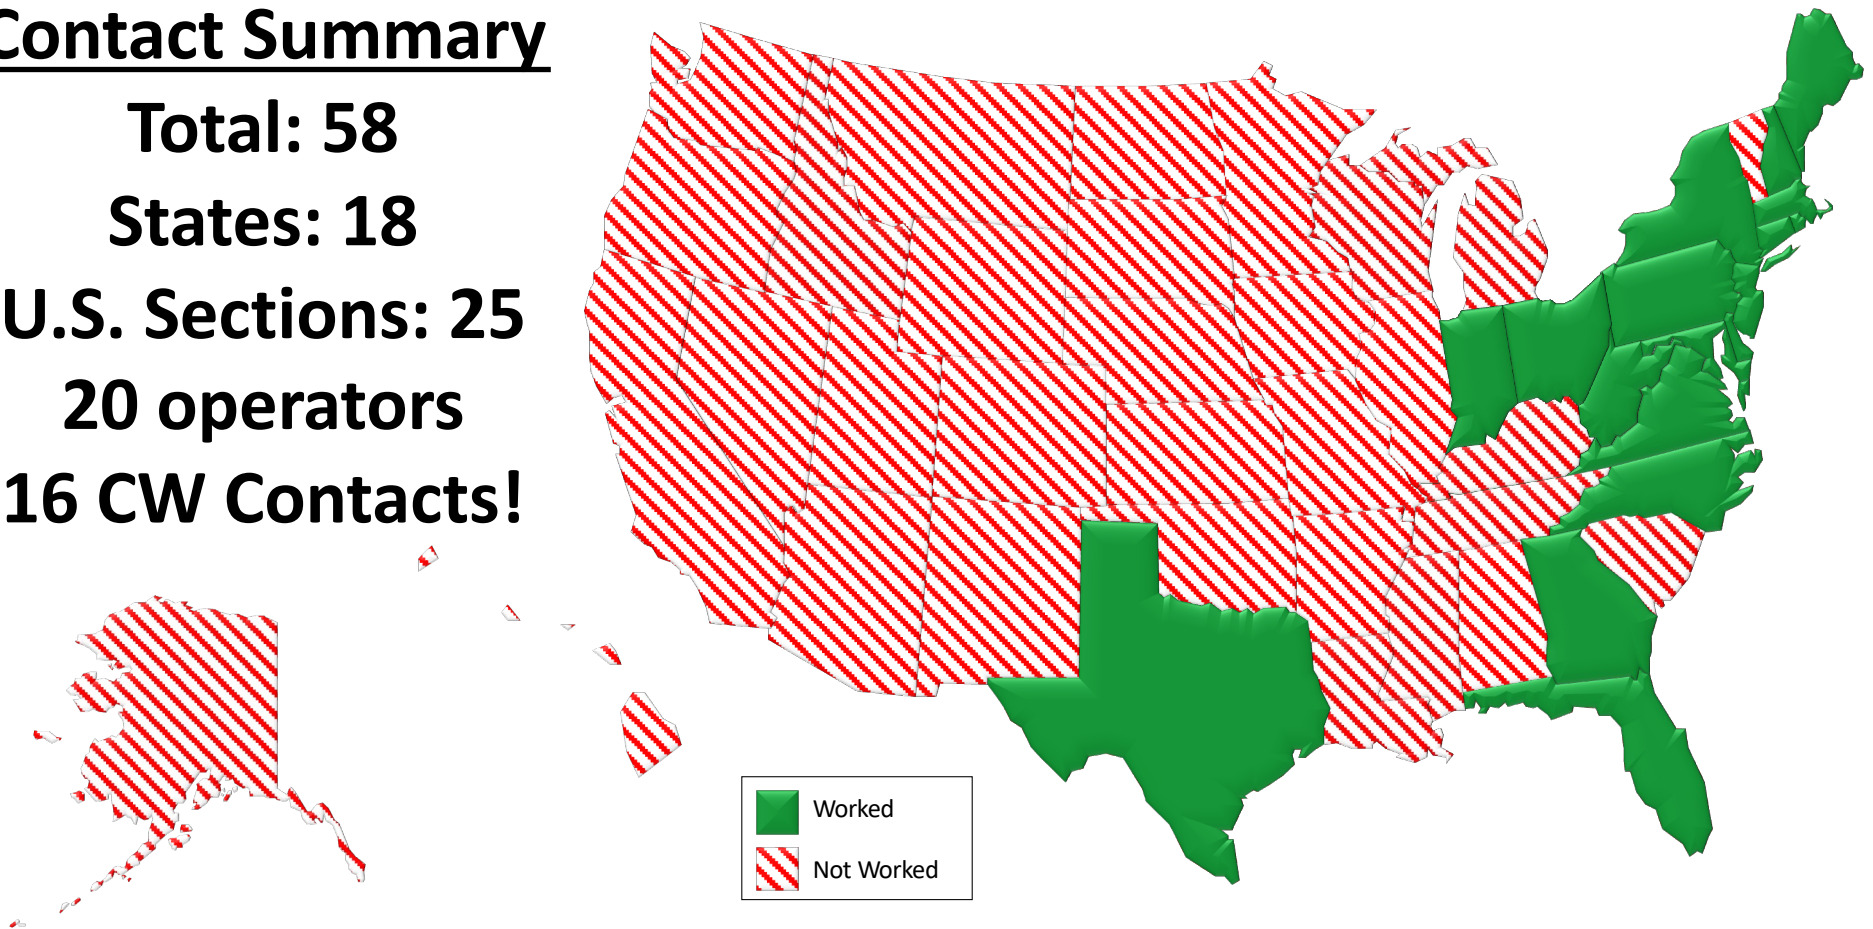 Contact Summary
Total: 58
States: 18
U.S. Sections: 25
20 operators
16 CW Contacts!
Worked
Not Worked